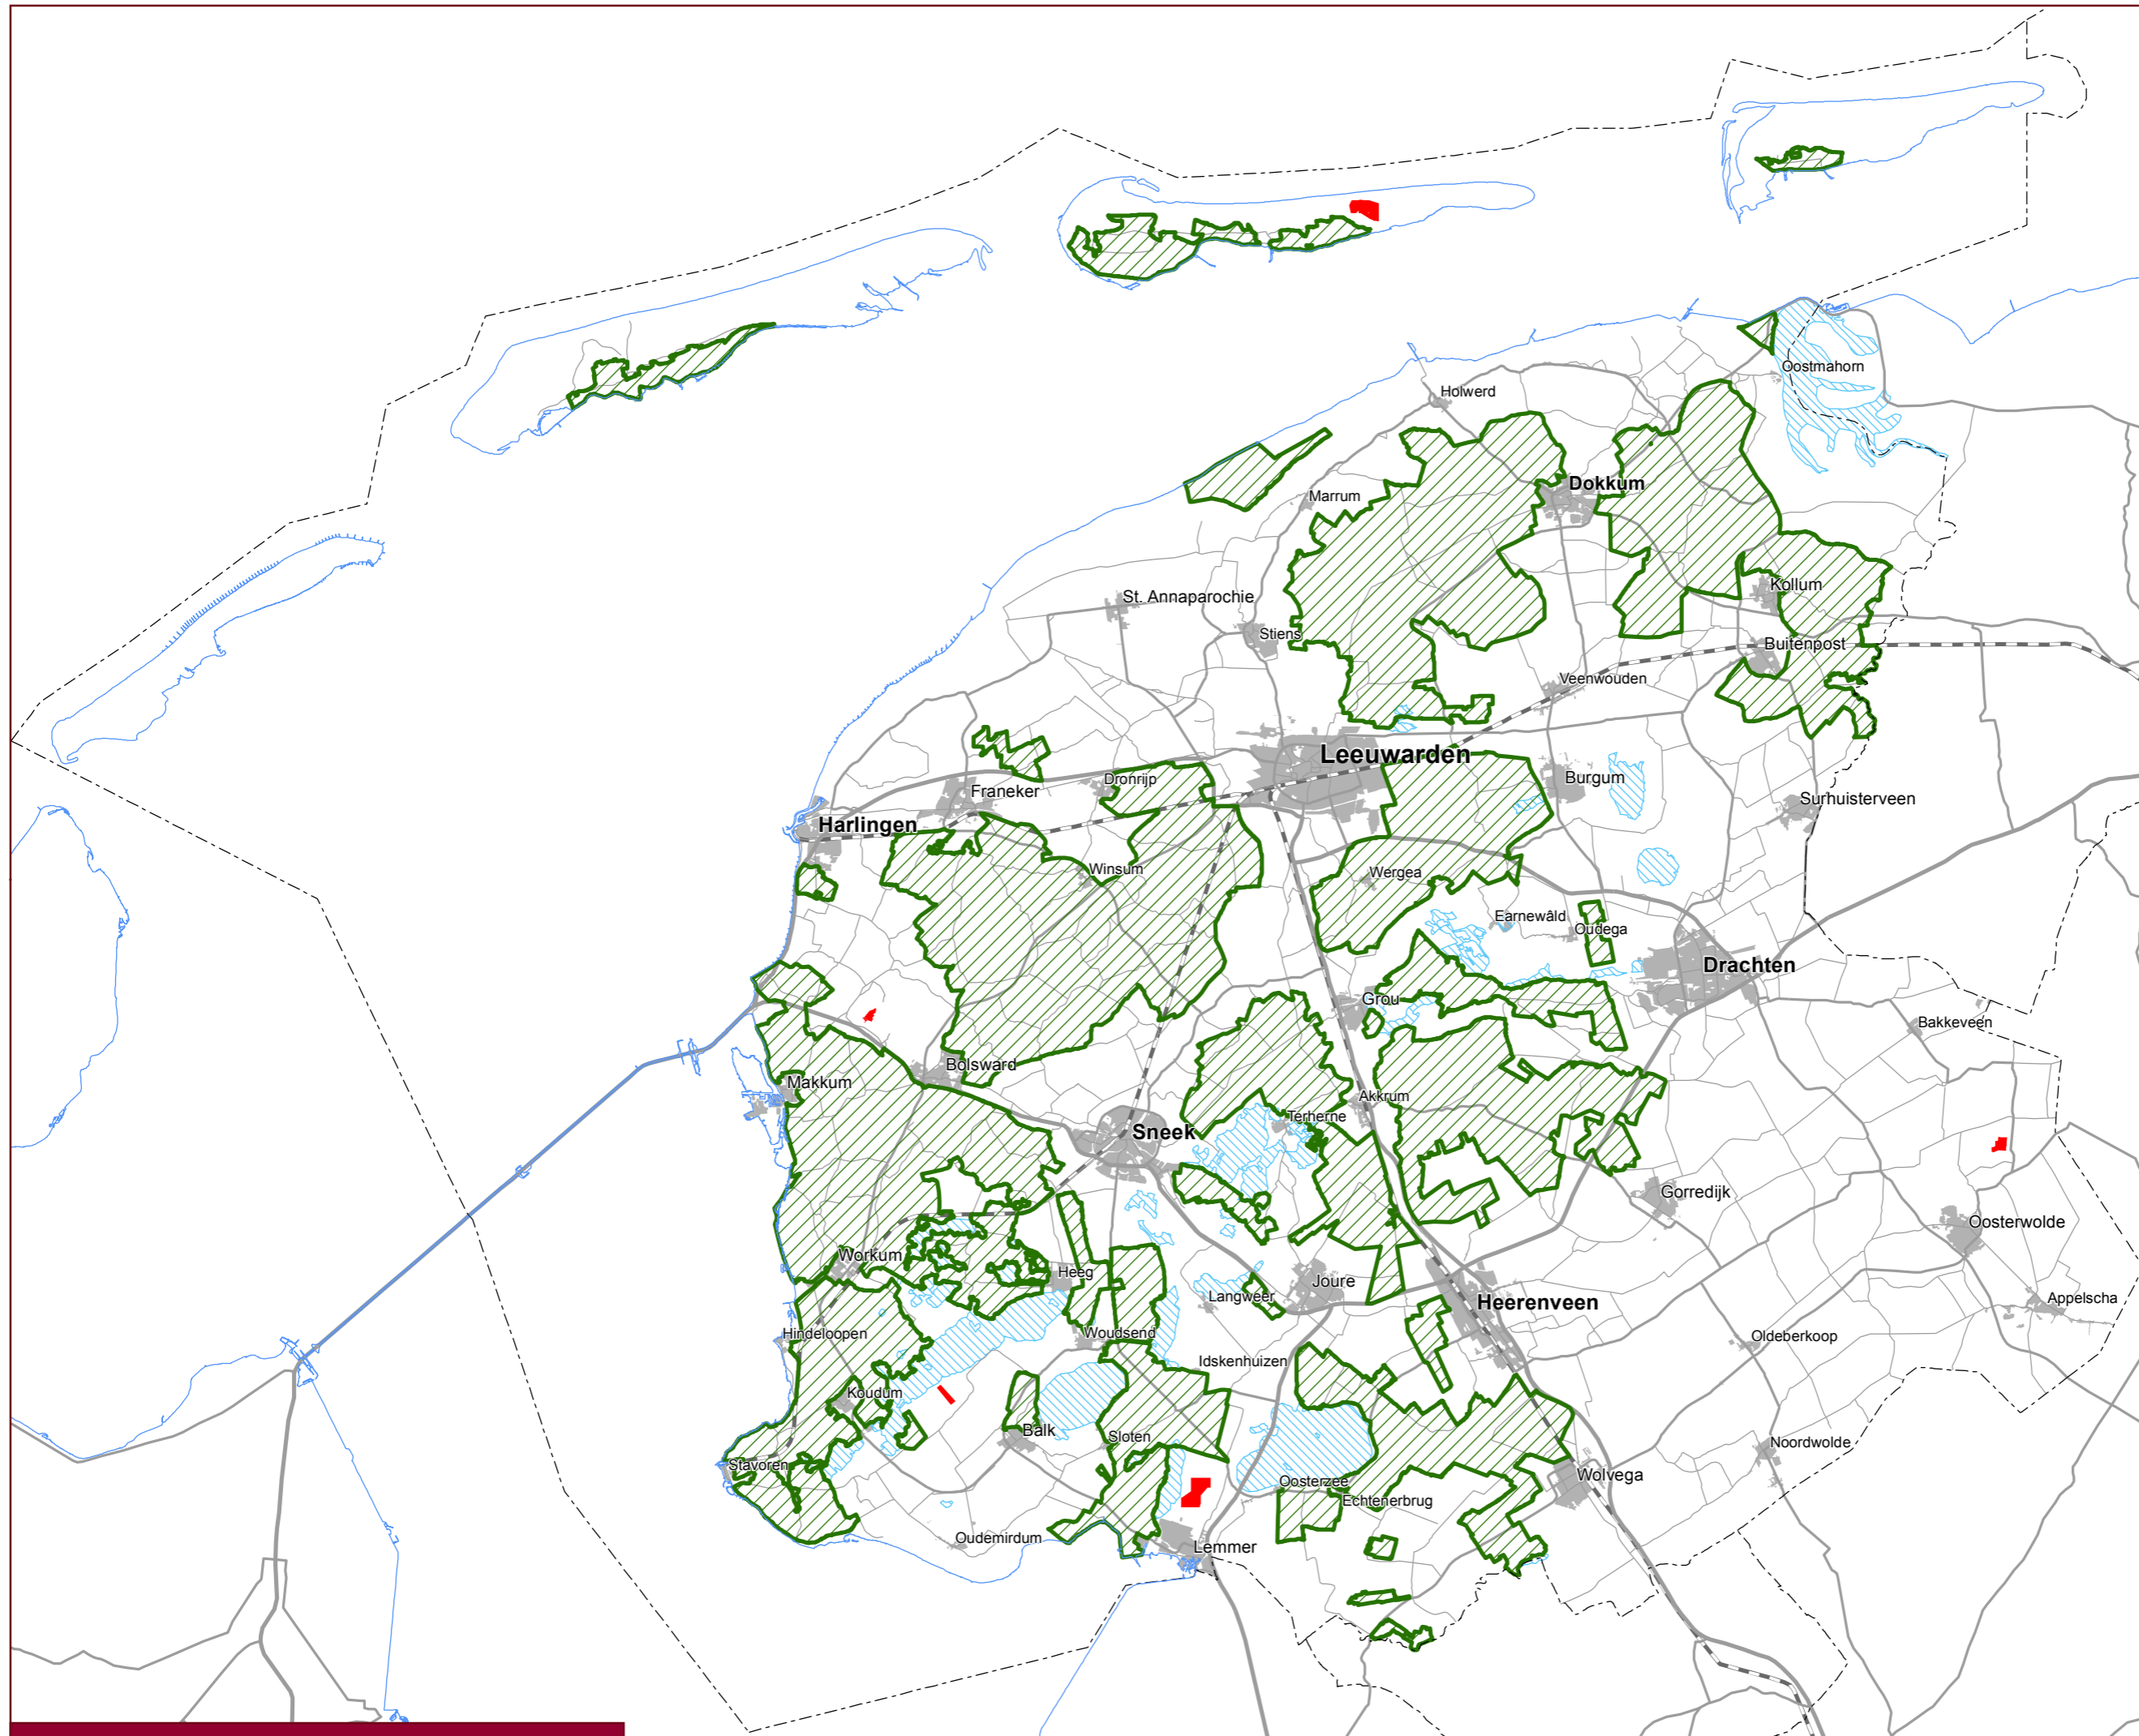 Oostmahorn
Holwerd
Dokkum
Marrum
Kollum
St. Annaparochie
Stiens
Buitenpost
Veenwouden
Leeuwarden
Burgum
Dronrijp
Franeker
Surhuisterveen
Harlingen
Winsum
Wergea
Earnewâld
Oudega
Drachten
Grou
Bakkeveen
Bolsward
Makkum
Akkrum
Terherne
Sneek
Gorredijk
Oosterwolde
Workum
Heeg
Joure
Langweer
Heerenveen
Appelscha
Hindeloopen
Woudsend
Oldeberkoop
Idskenhuizen
Koudum
Balk
Sloten
Noordwolde
Stavoren
Wolvega
Oosterzee
Echtenerbrug
Oudemirdum
Lemmer